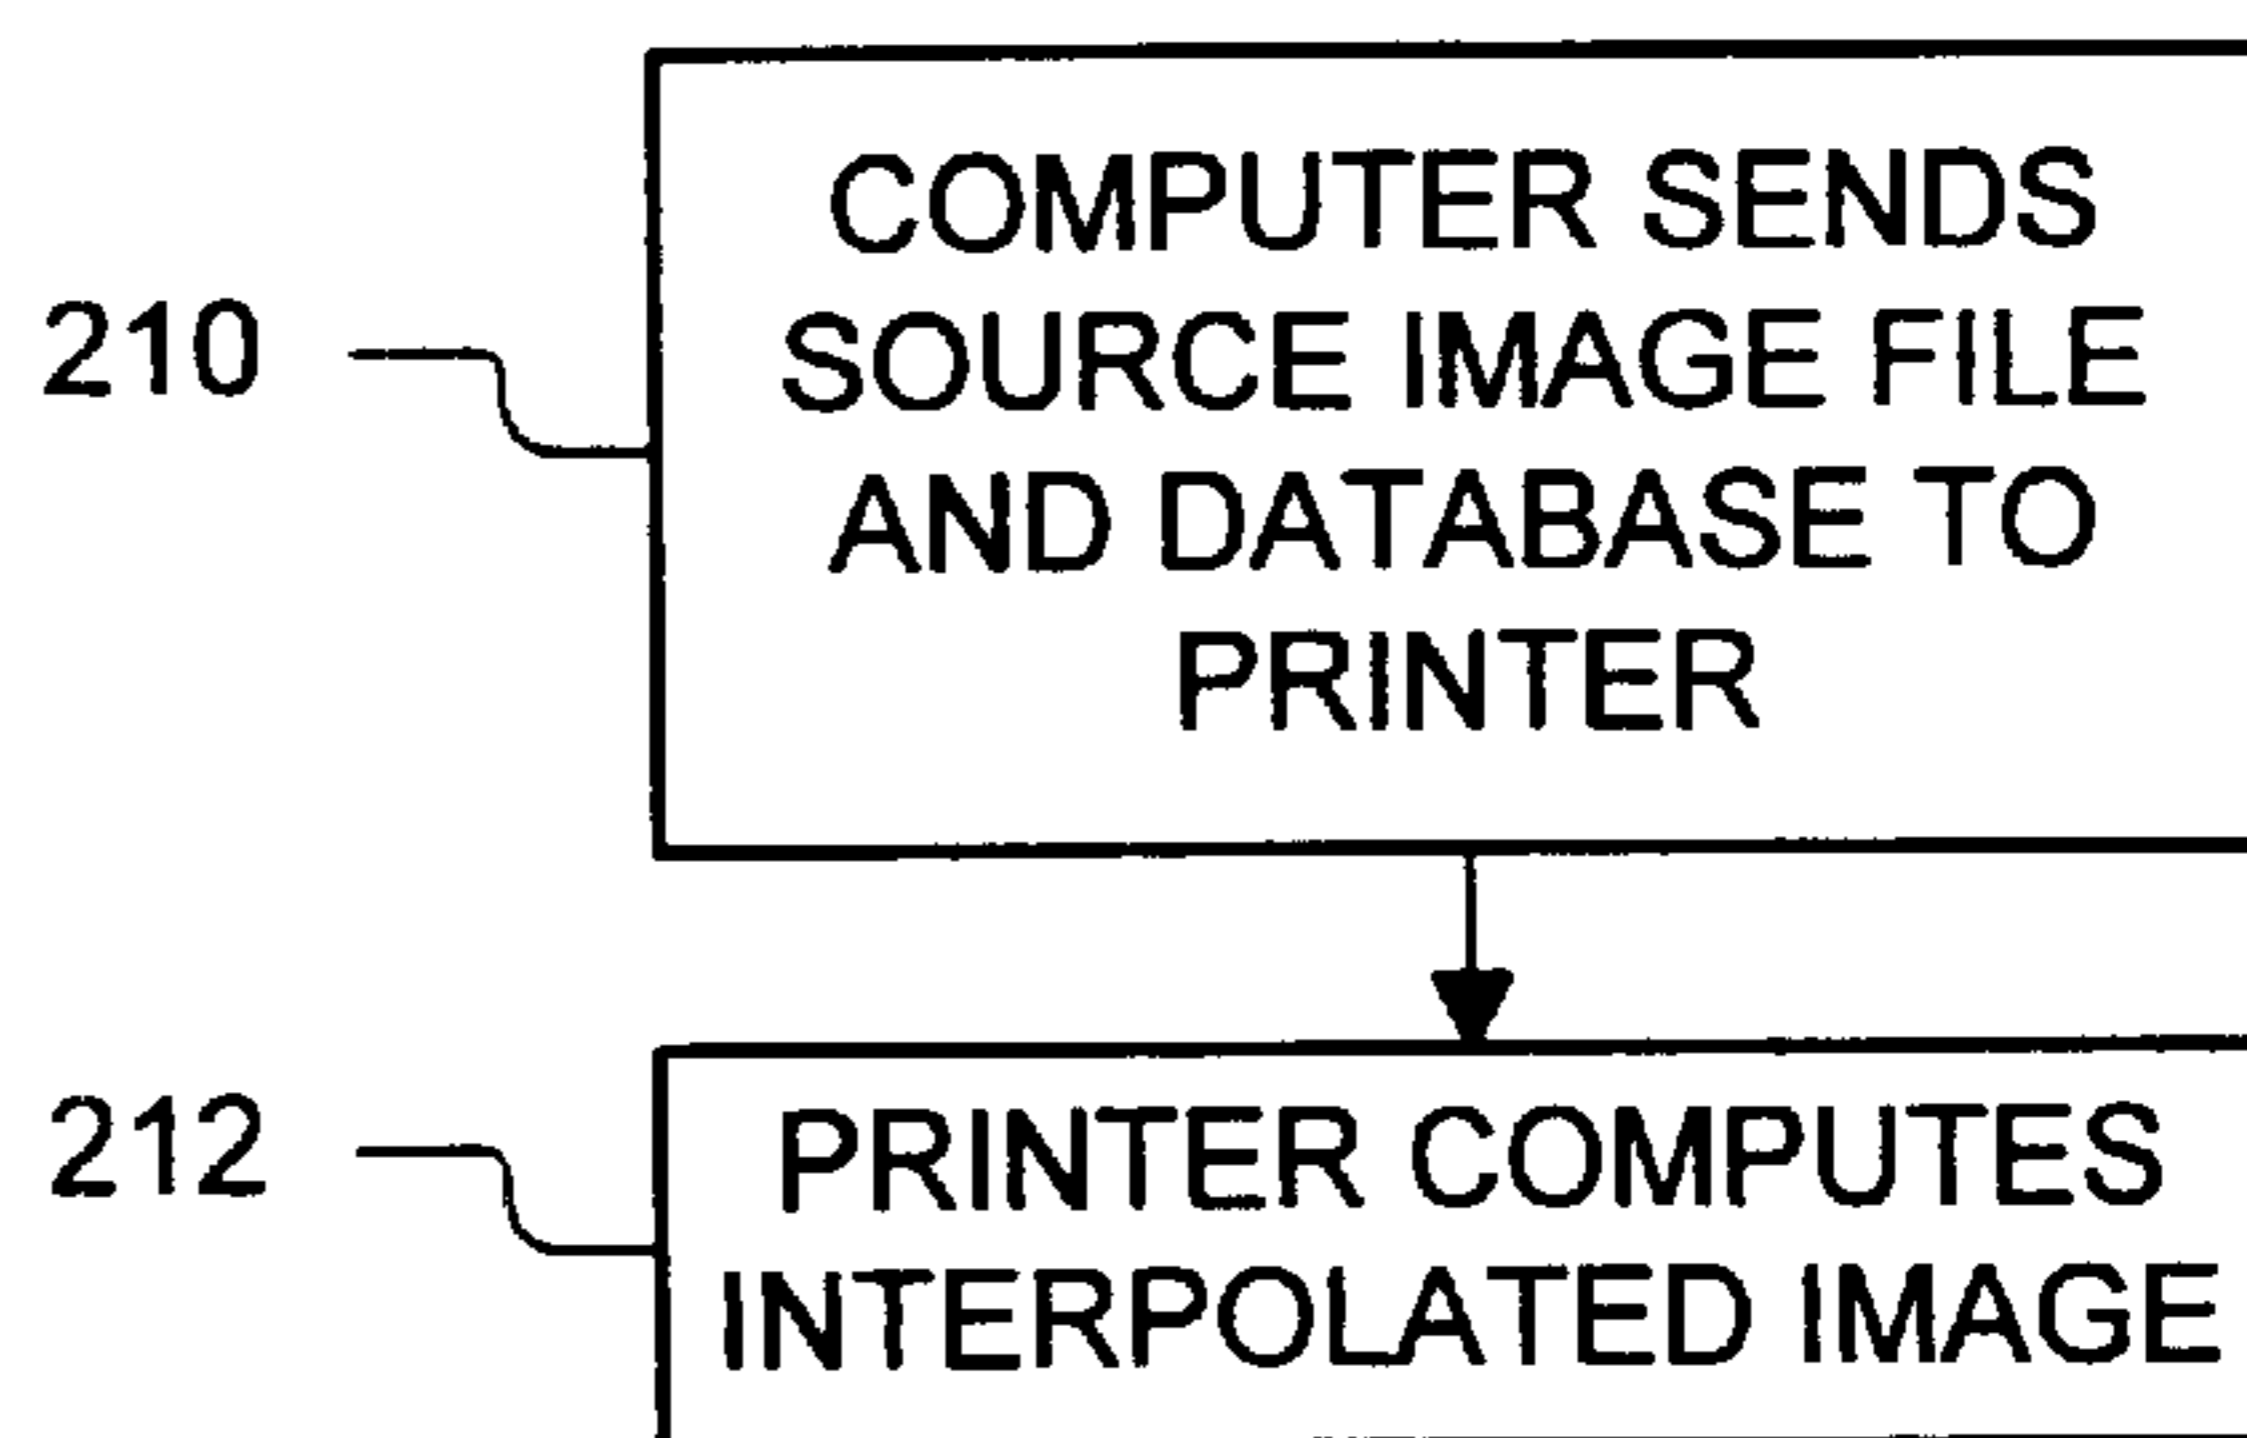 210
COMPUTER SENDS
SOURCE IMAGE FILE
AND DATABASE TO
PRINTER
212
PRINTER COMPUTES
INTERPOLATED IMAGE